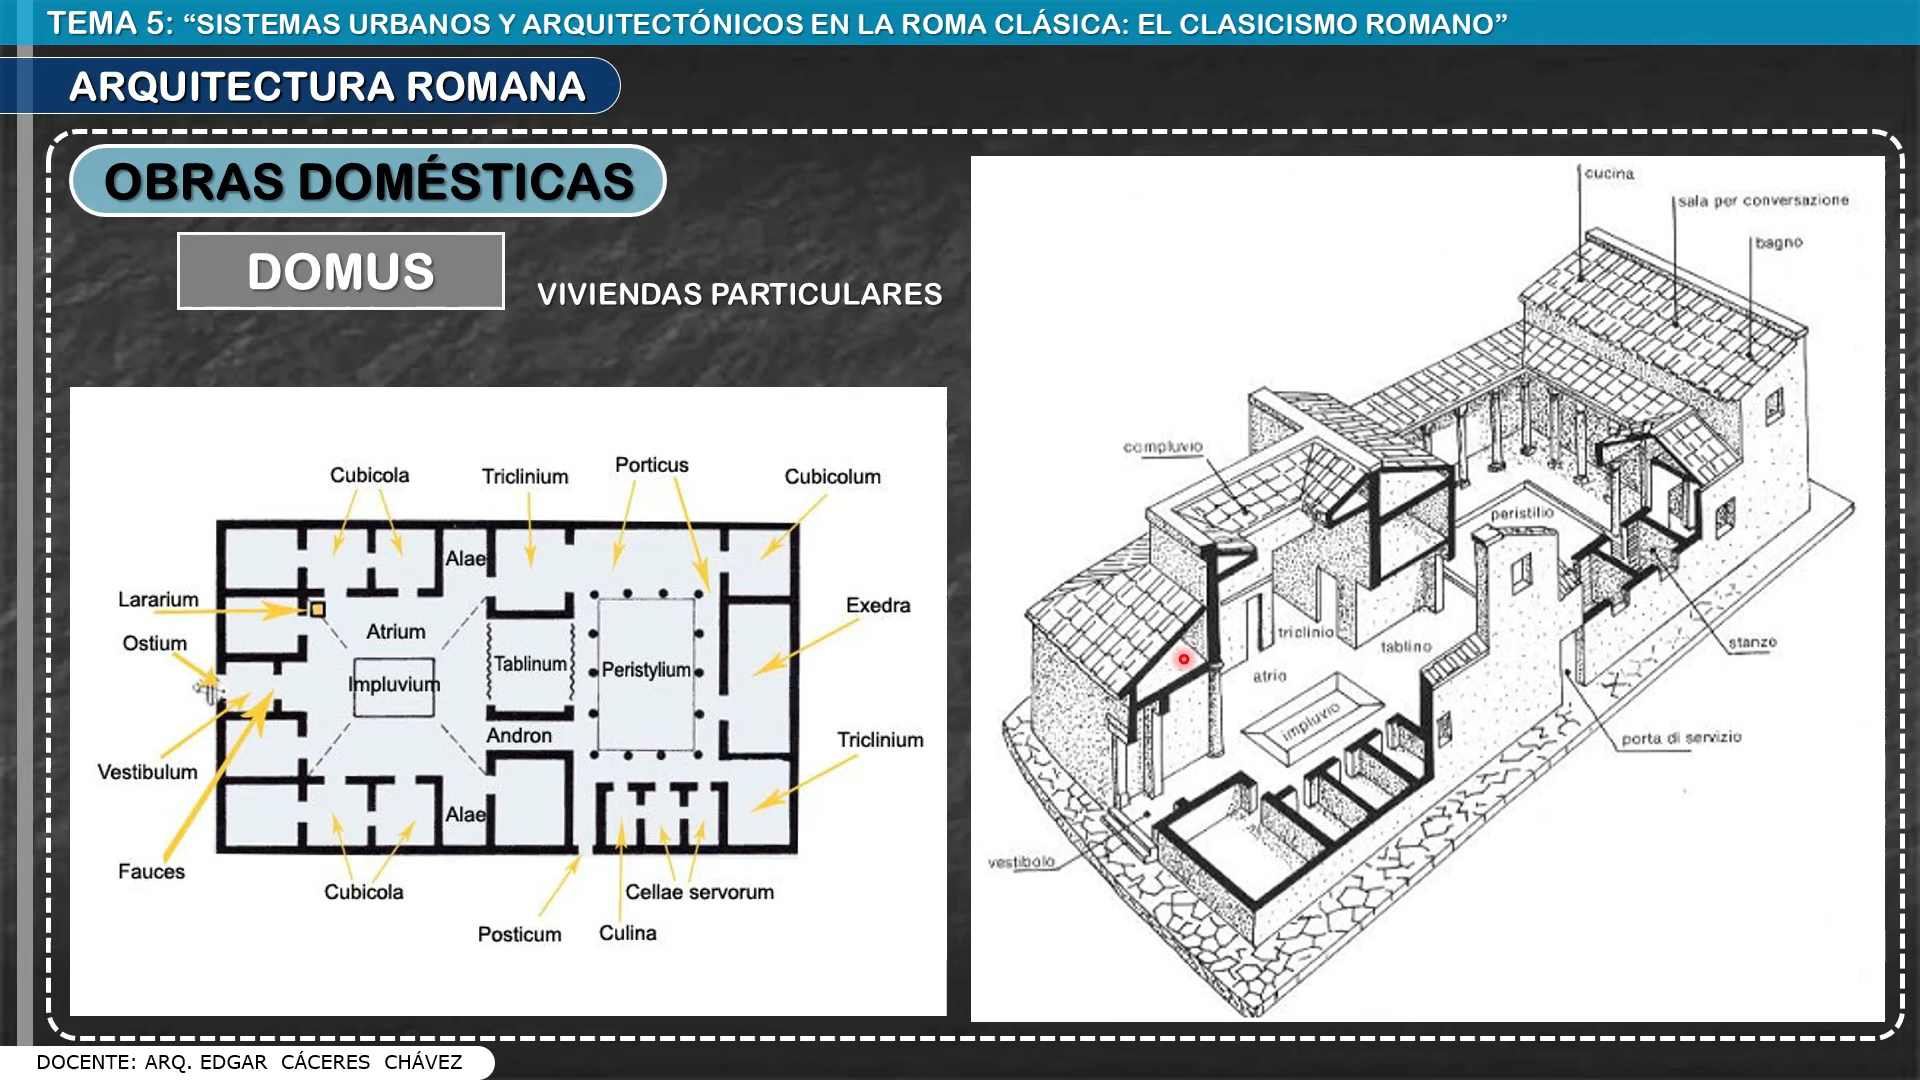 TEMA 5: “SISTEMAS URBANOS Y ARQUITECTÓNICOS EN LA ROMA CLÁSICA: EL CLASICISMO ROMANO”
ARQUITECTURA ROMANA
OBRAS DOMÉSTICAS
DOMUS
VIVIENDAS PARTICULARES
Cubicola
Triclinium
Porticus
Cubicolum
Alae
Lararium
Atrium
Exedra
Ostium
Tablinum
Peristylium
Impluvium
Andron
Triclinium
Vestibulum
Alae
Fauces
Cubicola
Cellae servorum
Posticum
Culina
cucina
sala per conversazione
bagno
compluvio
peristilio
triclinio
tablino
stanze
atrio
impluvio
porta di servizio
vestibolo
DOCENTE: ARQ. EDGAR CÁCERES CHÁVEZ